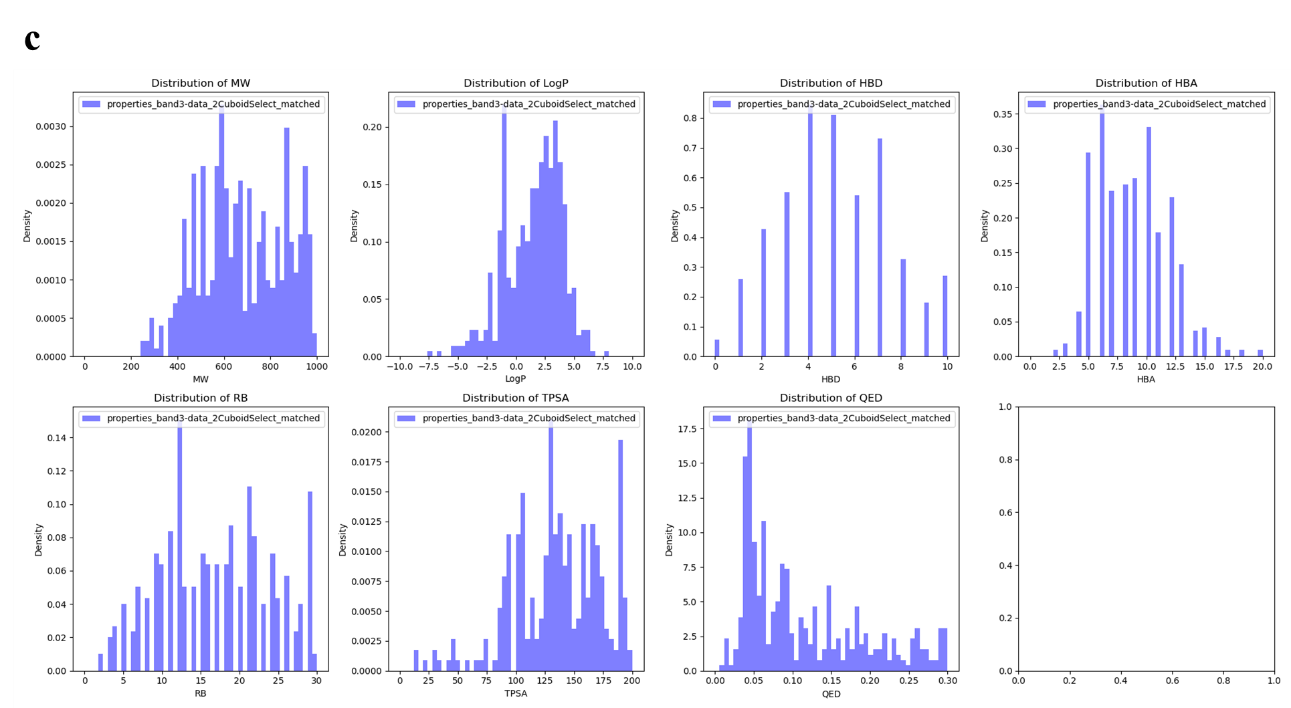 c
Distribution of MW
properties_band3-data_2CuboidSelect_matched
0.0030
0.0025
0.0020
0.0015
0.0010
0.0005
0.0000
Density
0 200 400 600 800 1000
MW
Distribution of LogP
properties_band3-data_2CuboidSelect_matched
0.20
0.15
0.10
0.05
0.00
Density
−10.0 −7.5 −5.0 −2.5 0.0 2.5 5.0 7.5 10.0
LogP
Distribution of HBD
properties_band3-data_2CuboidSelect_matched
0.8
0.7
0.6
0.5
0.4
0.3
0.2
0.1
0.0
Density
0 2 4 6 8 10
HBD
Distribution of HBA
properties_band3-data_2CuboidSelect_matched
0.35
0.30
0.25
0.20
0.15
0.10
0.05
0.00
Density
0.0 2.5 5.0 7.5 10.0 12.5 15.0 17.5 20.0
HBA
Distribution of RB
properties_band3-data_2CuboidSelect_matched
0.14
0.12
0.10
0.08
0.06
0.04
0.02
0.00
Density
0 5 10 15 20 25 30
RB
Distribution of TPSA
properties_band3-data_2CuboidSelect_matched
0.0200
0.0175
0.0150
0.0125
0.0100
0.0075
0.0050
0.0025
0.0000
Density
0 25 50 75 100 125 150 175 200
TPSA
Distribution of QED
properties_band3-data_2CuboidSelect_matched
17.5
15.0
12.5
10.0
7.5
5.0
2.5
0.0
Density
0.00 0.05 0.10 0.15 0.20 0.25 0.30
QED
1.0
0.8
0.6
0.4
0.2
0.0
0.0 0.2 0.4 0.6 0.8 1.0